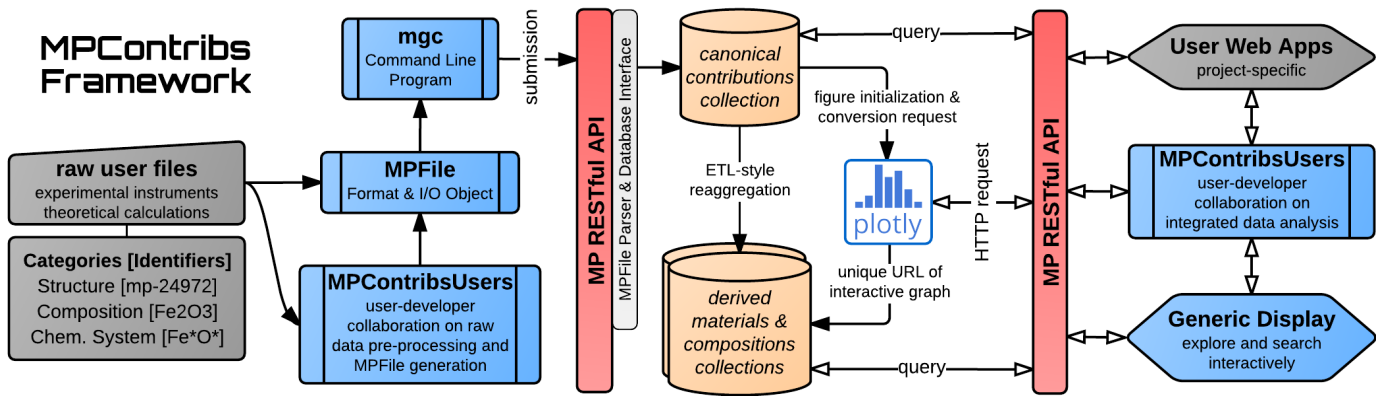 MPContribs
Framework
raw user files
experimental instruments
theoretical calculations
Categories [Identifiers]
Structure [mp-24972]
Composition [Fe2O3]
Chem. System [Fe*O*]
mgc
Command Line
Program
MPFile
Format & I/O Object
MPContribsUsers
user-developer
collaboration on raw
data pre-processing and
MPFile generation
submission
MP RESTful API
MPFile Parser & Database Interface
canonical
contributions
collection
ETL-style
reaggregation
derived
materials &
compositions
collections
query
figure initialization &
conversion request
plotly
unique URL of
interactive graph
HTTP request
query
MP RESTful API
User Web Apps
project-specific
MPContribsUsers
user-developer
collaboration on
integrated data analysis
Generic Display
explore and search
interactively